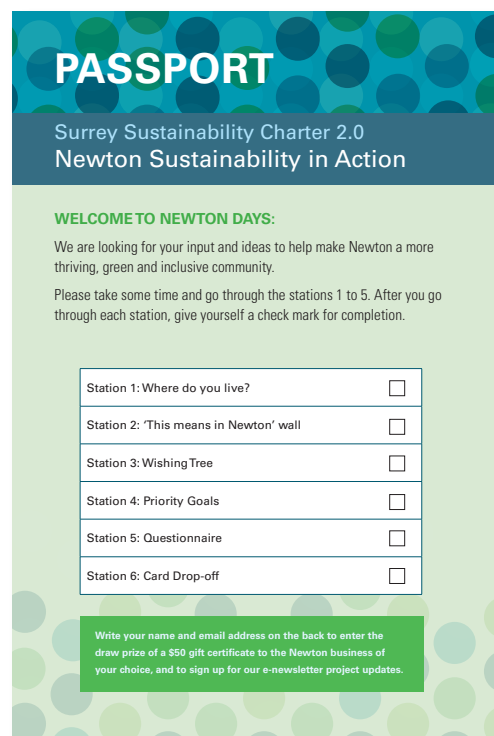 PASSPORT
Surrey Sustainability Charter 2.0
Newton Sustainability in Action
WELCOME TO NEWTON DAYS:
We are looking for your input and ideas to help make Newton a more
thriving, green and inclusive community.
Please take some time and go through the stations 1 to 5. After you go
through each station, give yourself a check mark for completion.
Station 1: Where do you live?
Station 2: ‘This means in Newton’ wall
Station 3: Wishing Tree
Station 4: Priority Goals
Station 5: Questionnaire
Station 6: Card Drop-off
Write your name and email address on the back to enter the
draw prize of a $50 gift certificate to the Newton business of
your choice, and to sign up for our e-newsletter project updates.